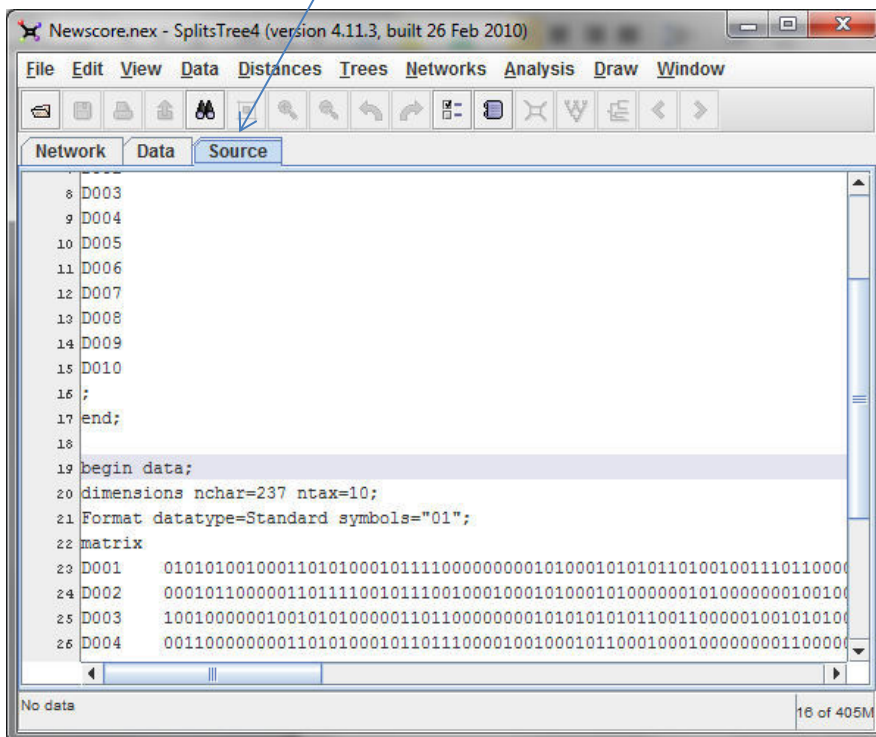 Newscore.nex - SplitsTree4 (version 4.11.3, built 26 Feb 2010)
File Edit View Data Distances Trees Networks Analysis Draw Window
Network Data Source
8 D003
9 D004
10 D005
11 D006
12 D007
13 D008
14 D009
15 D010
16 ;
17 end;
18
19 begin data;
20 dimensions nchar=237 ntax=10;
21 Format datatype=Standard symbols="01";
22 matrix
23 D001
24 D002
25 D003
26 D004
No data
16 of 405M